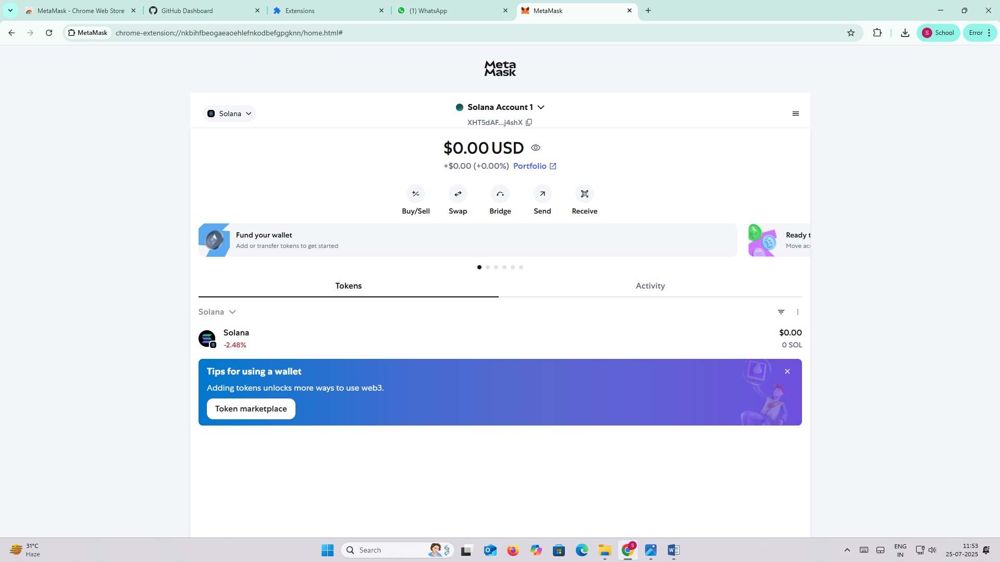 MetaMask - Chrome Web Store
GitHub Dashboard
Extensions
(1) WhatsApp
MetaMask
MetaMask
chrome-extension://nkbihfbeogaeaoehlefnkodbefgpgknn/home.html#
S
School
Error
Meta
Mask
Solana
Solana Account 1
XHT5dAF...j4shX
$0.00 USD
+$0.00 (+0.00%) Portfolio
Buy/Sell
Swap
Bridge
Send
Receive
Fund your wallet
Add or transfer tokens to get started
Ready t
Move acr
Tokens
Activity
Solana
Solana
$0.00
-2.48%
0 SOL
Tips for using a wallet
Adding tokens unlocks more ways to use web3.
Token marketplace
31°C
Haze
Search
S
ENG
IN
11:53
25-07-2025